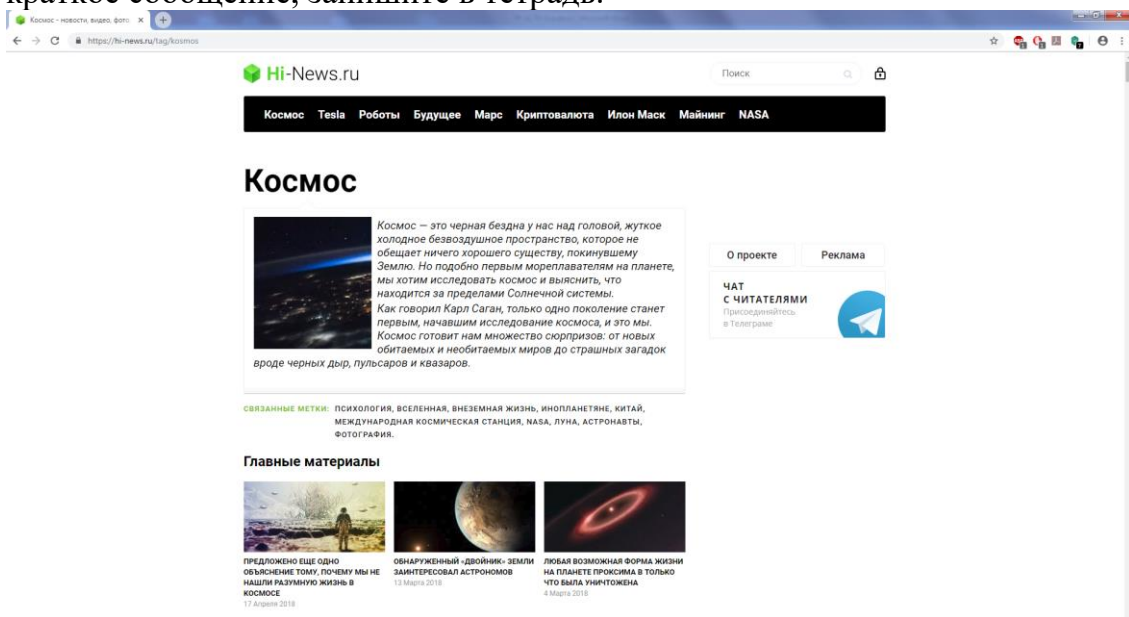 краткое сообщение, запишите в тетрадь.
Космос - новости, видео, фото.
https://hi-news.ru/tag/kosmos
Hi-News.ru
Поиск
Космос Tesla Роботы Будущее Марс Криптовалюта Илон Маск Майнинг NASA
Космос
Космос — это черная бездна у нас над головой, жуткое
холодное безвоздушное пространство, которое не
обещает ничего хорошего существу, покинувшему
Землю. Но подобно первым мореплавателям на планете,
мы хотим исследовать космос и выяснить, что
находится за пределами Солнечной системы.
Как говорил Карл Саган, только одно поколение станет
первым, начавшим исследование космоса, и это мы.
Космос готовит нам множество сюрпризов: от новых
обитаемых и необитаемых миров до страшных загадок
вроде черных дыр, пульсаров и квазаров.
О проекте Реклама
ЧАТ
С ЧИТАТЕЛЯМИ
Присоединяйтесь
в Телеграме
СВЯЗАННЫЕ МЕТКИ: ПСИХОЛОГИЯ, ВСЕЛЕННАЯ, ВНЕЗЕМНАЯ ЖИЗНЬ, ИНОПЛАНЕТЯНЕ, КИТАЙ,
МЕЖДУНАРОДНАЯ КОСМИЧЕСКАЯ СТАНЦИЯ, NASA, ЛУНА, АСТРОНАВТЫ,
ФОТОГРАФИЯ.
Главные материалы
ПРЕДЛОЖЕНО ЕЩЕ ОДНО
ОБЪЯСНЕНИЕ ТОМУ, ПОЧЕМУ МЫ НЕ
НАШЛИ РАЗУМНУЮ ЖИЗНЬ В
КОСМОСЕ
17 Апреля 2018
ОБНАРУЖЕННЫЙ «ДВОЙНИК» ЗЕМЛИ
ЗАИНТЕРЕСОВАЛ АСТРОНОМОВ
13 Марта 2018
ЛЮБАЯ ВОЗМОЖНАЯ ФОРМА ЖИЗНИ
НА ПЛАНЕТЕ ПРОКСИМА B ТОЛЬКО
ЧТО БЫЛА УНИЧТОЖЕНА
4 Марта 2018